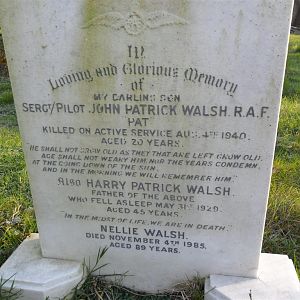 In
Loving and Glorious Memory
of
MY DARLING SON
SERGT/PILOT JOHN PATRICK WALSH. R.A.F.
PAT
KILLED ON ACTIVE SERVICE AUG. 4TH 1940.
AGED 20 YEARS.
"HE SHALL NOT GROW OLD AS THEY THAT ARE LEFT GROW OLD.
AGE SHALL NOT WEARY HIM NOR THE YEARS CONDEMN.
AT THE GOING DOWN OF THE SUN,
AND IN THE MORNING WE WILL REMEMBER HIM."
ALSO HARRY PATRICK WALSH.
FATHER OF THE ABOVE
WHO FELL ASLEEP MAY 31ST 1929.
AGED 45 YEARS.
"IN THE MIDST OF LIFE, WE ARE IN DEATH."
NELLIE WALSH.
DIED NOVEMBER 4TH 1985.
AGED 89 YEARS.